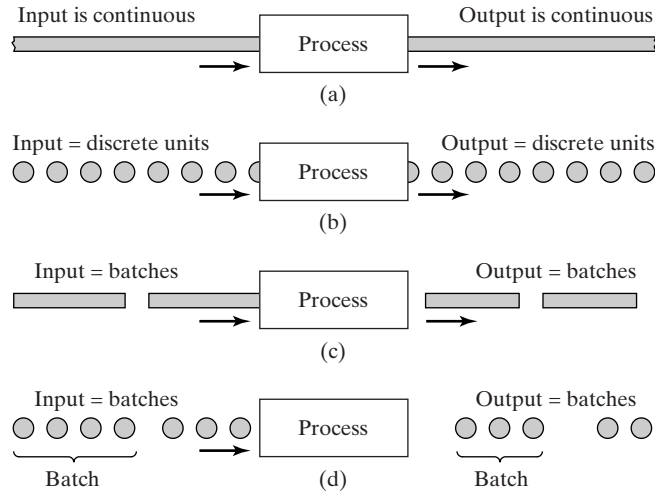 Input is continuous
Output is continuous
Process
(a)
Input = discrete units
Output = discrete units
Process
(b)
Input = batches
Output = batches
Process
(c)
Input = batches
Output = batches
Process
Batch
Batch
(d)